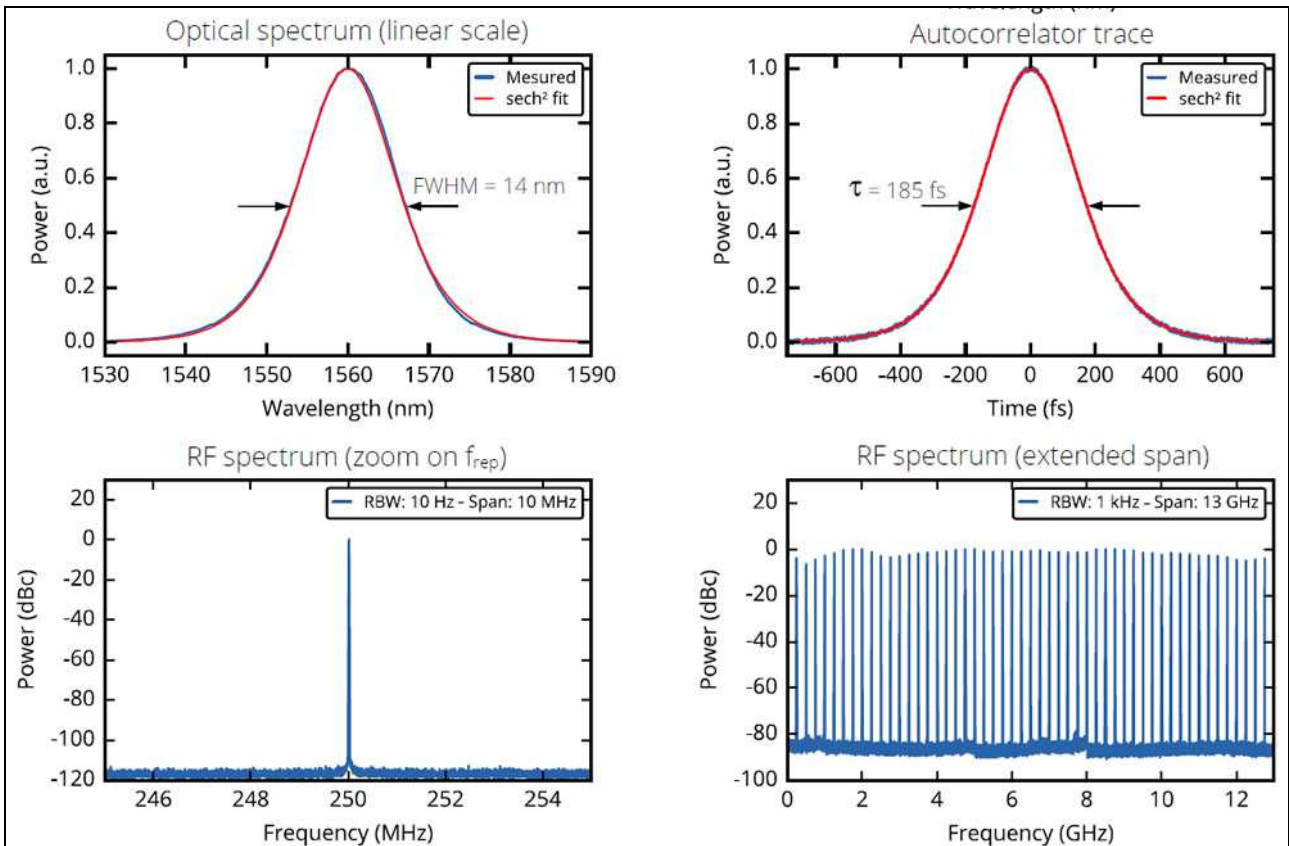 Optical spectrum (linear scale)
Mesured
sech² fit
FWHM = 14 nm
Power (a.u.)
1.0
0.8
0.6
0.4
0.2
0.0
1530
1540
1550
1560
1570
1580
1590
Wavelength (nm)
Autocorrelator trace
Measured
sech² fit
τ = 185 fs
Power (a.u.)
1.0
0.8
0.6
0.4
0.2
0.0
-600
-400
-200
0
200
400
600
Time (fs)
RF spectrum (zoom on frep)
RBW: 10 Hz - Span: 10 MHz
Power (dBc)
20
0
-20
-40
-60
-80
-100
-120
246
248
250
252
254
Frequency (MHz)
RF spectrum (extended span)
RBW: 1 kHz - Span: 13 GHz
Power (dBc)
20
0
-20
-40
-60
-80
-100
0
2
4
6
8
10
12
Frequency (GHz)